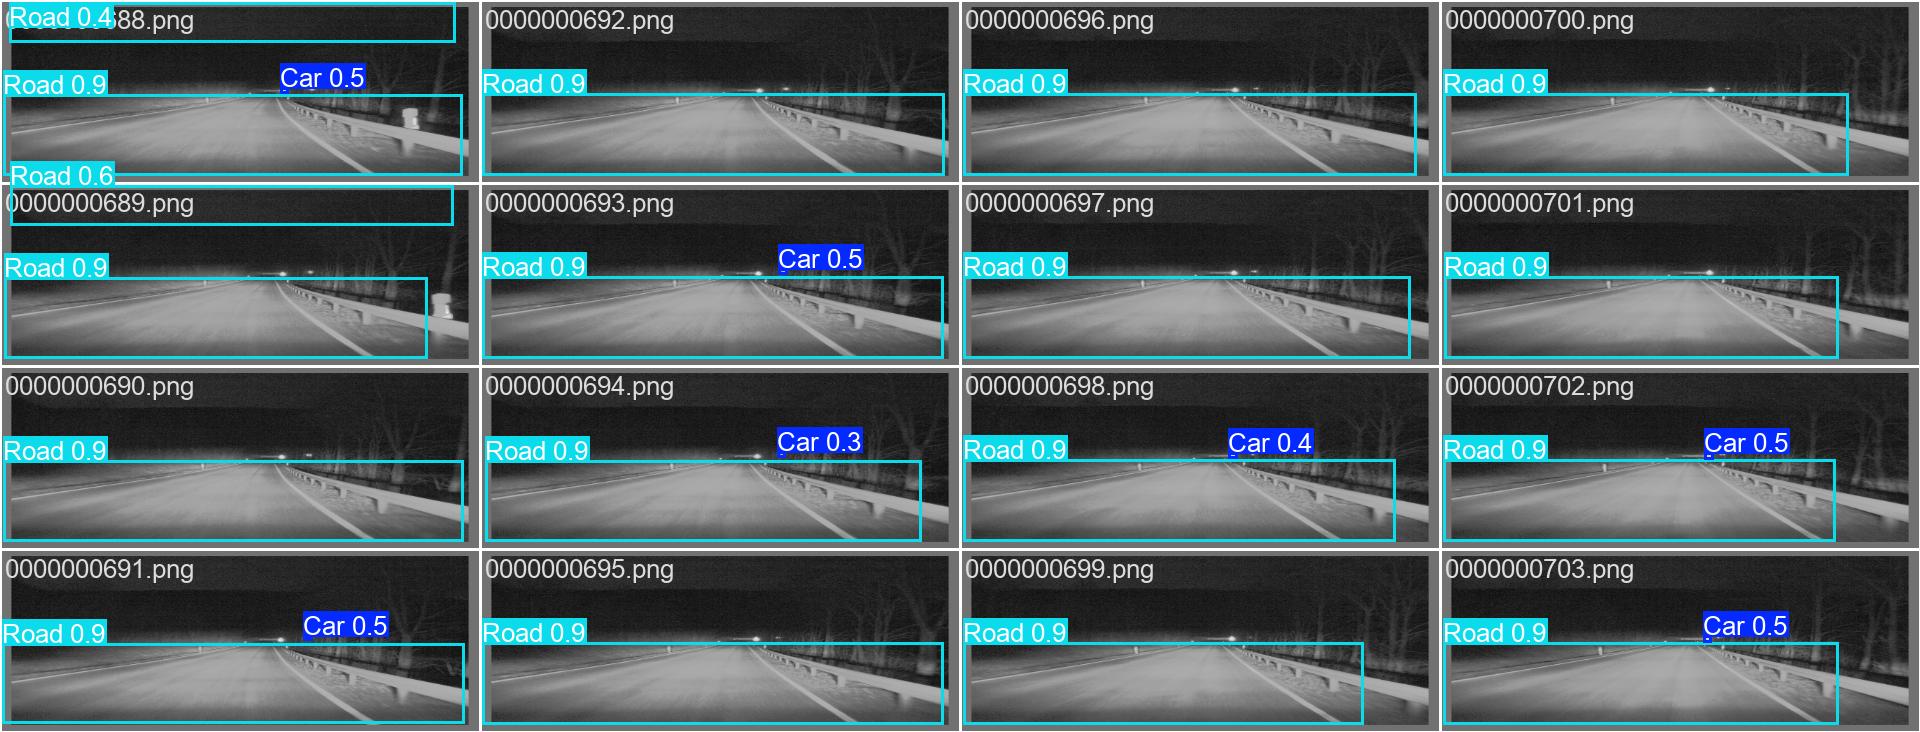 Road 0.4
88.png
Road 0.9
Car 0.5
0000000692.png
Road 0.9
0000000696.png
Road 0.9
0000000700.png
Road 0.9
Road 0.6
0000000689.png
Road 0.9
0000000693.png
Road 0.9
Car 0.5
0000000697.png
Road 0.9
0000000701.png
Road 0.9
0000000690.png
Road 0.9
0000000694.png
Road 0.9
Car 0.3
0000000698.png
Road 0.9
Car 0.4
0000000702.png
Road 0.9
Car 0.5
0000000691.png
Road 0.9
Car 0.5
0000000695.png
Road 0.9
0000000699.png
Road 0.9
0000000703.png
Road 0.9
Car 0.5